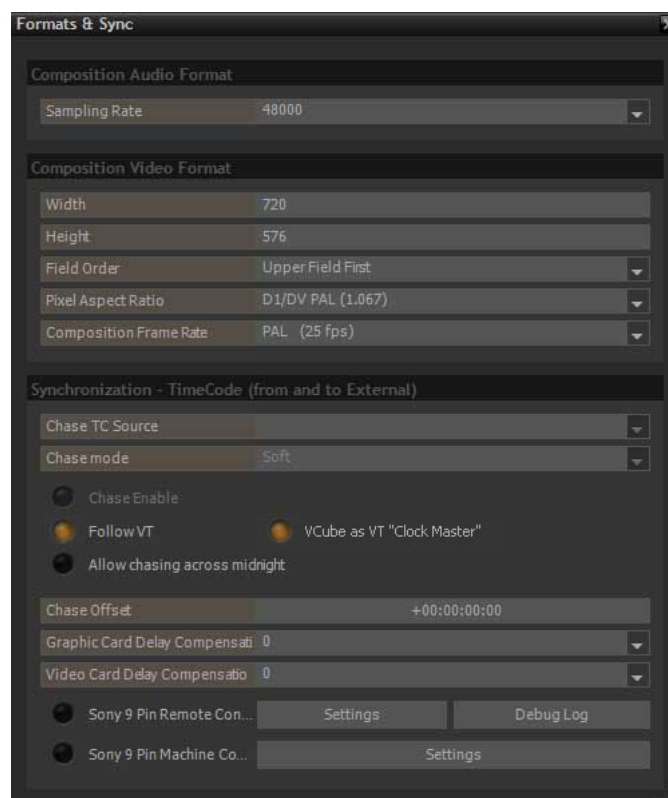 Formats & Sync
Composition Audio Format
Sampling Rate 48000
Composition Video Format
Width 720
Height 576
Field Order Upper Field First
Pixel Aspect Ratio D1/DV PAL (1.067)
Composition Frame Rate PAL (25 fps)
Synchronization - TimeCode (from and to External)
Chase TC Source
Chase mode Soft
Chase Enable
Follow VT VCube as VT "Clock Master"
Allow chasing across midnight
Chase Offset +00:00:00:00
Graphic Card Delay Compensati 0
Video Card Delay Compensatio 0
Sony 9 Pin Remote Con... Settings Debug Log
Sony 9 Pin Machine Co... Settings